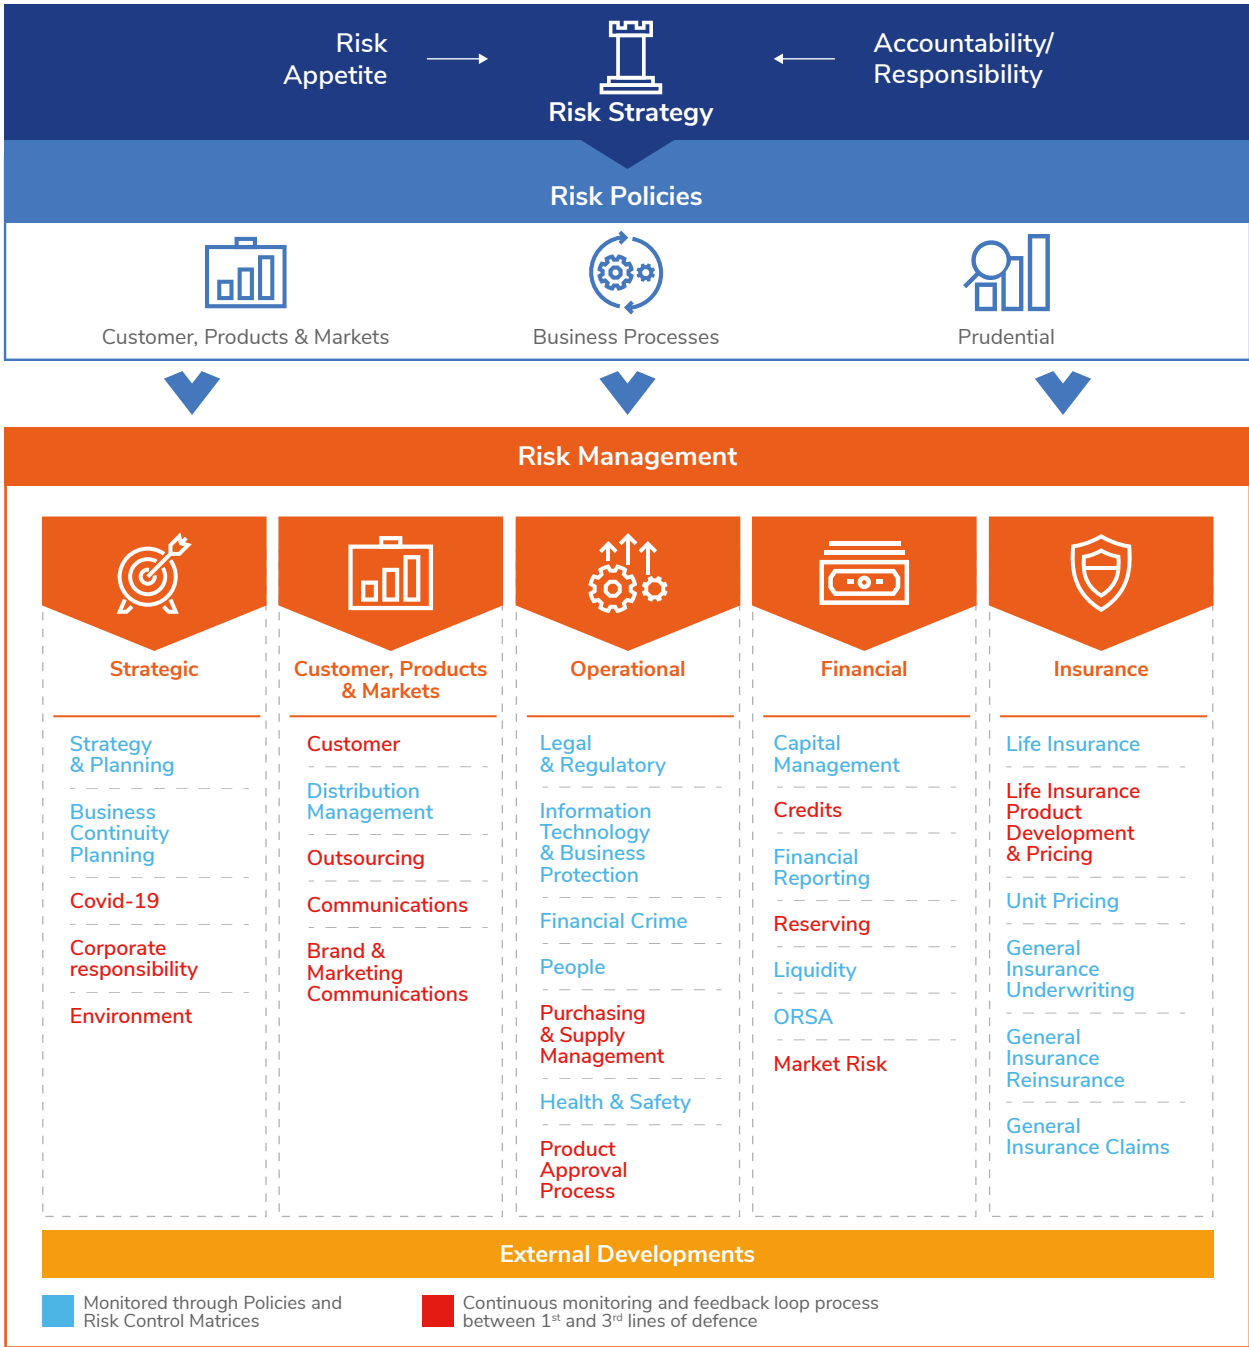 Risk
Appetite
Accountability/
Responsibility
Risk Strategy
Risk Policies
Customer, Products & Markets
Business Processes
Prudential
Risk Management
Strategic
Strategy
& Planning
Business
Continuity
Planning
Covid-19
Corporate
responsibility
Environment
Customer, Products
& Markets
Customer
Distribution
Management
Outsourcing
Communications
Brand &
Marketing
Communications
Operational
Legal
& Regulatory
Information
Technology
& Business
Protection
Financial Crime
People
Purchasing
& Supply
Management
Health & Safety
Product
Approval
Process
Financial
Capital
Management
Credits
Financial
Reporting
Reserving
Liquidity
ORSA
Market Risk
Insurance
Life Insurance
Life Insurance
Product
Development
& Pricing
Unit Pricing
General
Insurance
Underwriting
General
Insurance
Reinsurance
General
Insurance Claims
External Developments
Monitored through Policies and
Risk Control Matrices
Continuous monitoring and feedback loop process
between 1st and 3rd lines of defence